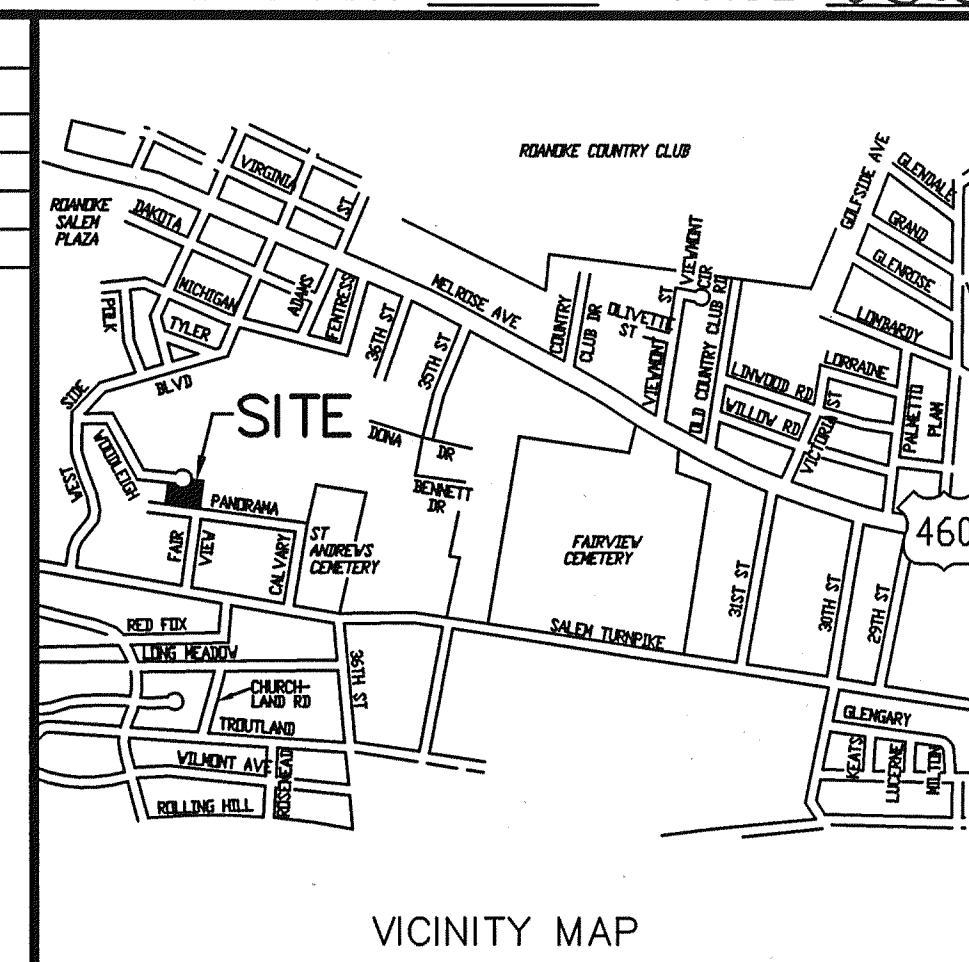 ROANOKE COUNTRY CLUB
VIRGINIA
ST
ROANOKE
SALEM
PLAZA
DAKOTA
GOLFSIDE AVE
GLENDALE
GRAND
GLENROSE
LOMBARDY
VIEWMONT
CIR
MICHIGAN
ADAMS
FENTRESS
MELROSE AVE
POLK
TYLER
36TH ST
35TH ST
COUNTRY
CLUB DR
OLIVETTE
ST
VIEWMONT
ST
OLD COUNTRY CLUB RD
LINWOOD RD
WILLOW RD
LORRAINE
VICTORIA
ST
PALMETTO
BLVD
SIDE
WEST
WOODLEIGH
SITE
DONA
DR
BENNETT
DR
PANORAMA
FAIR
VIEW
CALVARY
ST
ANDREWS
CEMETERY
FAIRVIEW
CEMETERY
460
31ST ST
30TH ST
29TH ST
SALEM TURNPIKE
RED FOX
LONG MEADOW
36TH ST
CHURCH-
LAND RD
TROUTLAND
WILMONT AVE
ROSEMEAD
ROLLING HILL
GLENGARY
KEATS
LUCERNE
MILTON
VICINITY MAP